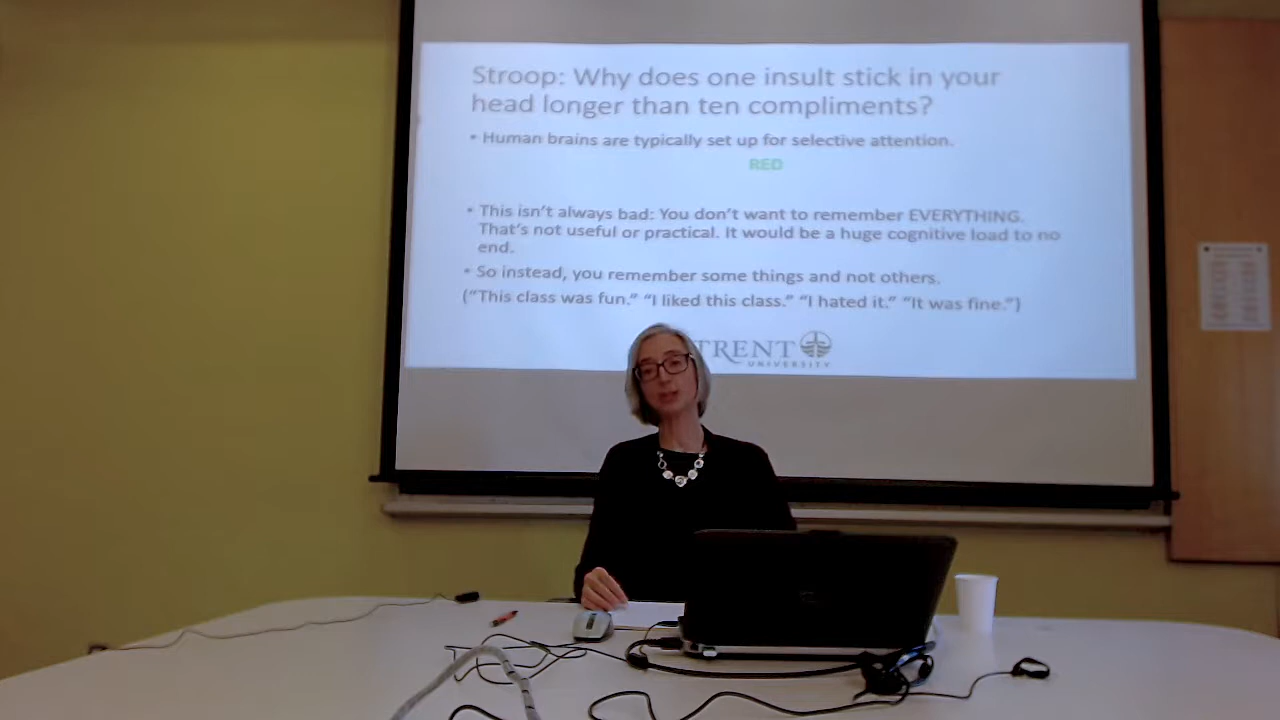 Stroop: Why does one insult stick in your
head longer than ten compliments?
• Human brains are typically set up for selective attention.
RED
• This isn't always bad: You don't want to remember EVERYTHING.
That's not useful or practical. It would be a huge cognitive load to no
end.
• So instead, you remember some things and not others.
("This class was fun." "I liked this class." "I hated it." "It was fine.")
TRENT
UNIVERSITY